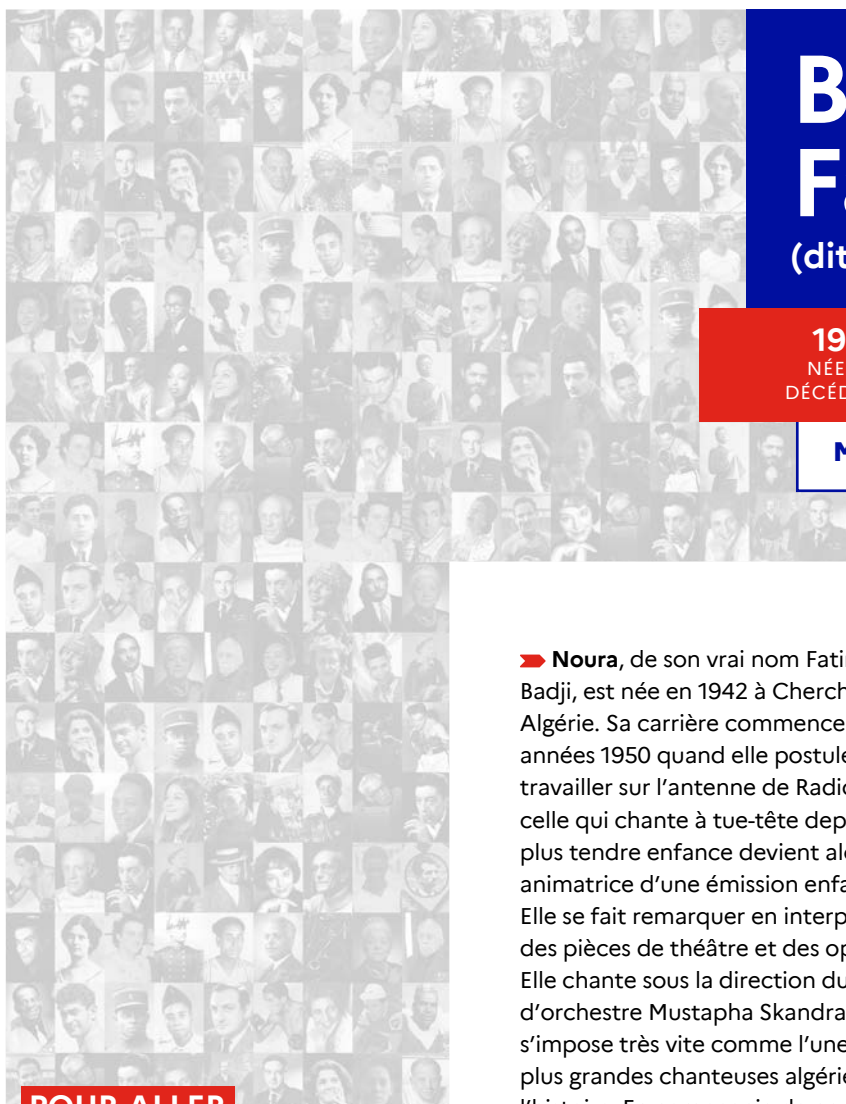 B
F
(dit
19
NÉE
DÉCÉD
M
Noura, de son vrai nom Fati
Badji, est née en 1942 à Cherch
Algérie. Sa carrière commence
années 1950 quand elle postule
travailler sur l'antenne de Radio
celle qui chante à tue-tête dep
plus tendre enfance devient al
animatrice d'une émission enfa
Elle se fait remarquer en interp
des pièces de théâtre et des op
Elle chante sous la direction du
d'orchestre Mustapha Skandra
s'impose très vite comme l'une
plus grandes chanteuses algérie
POUR ALLER